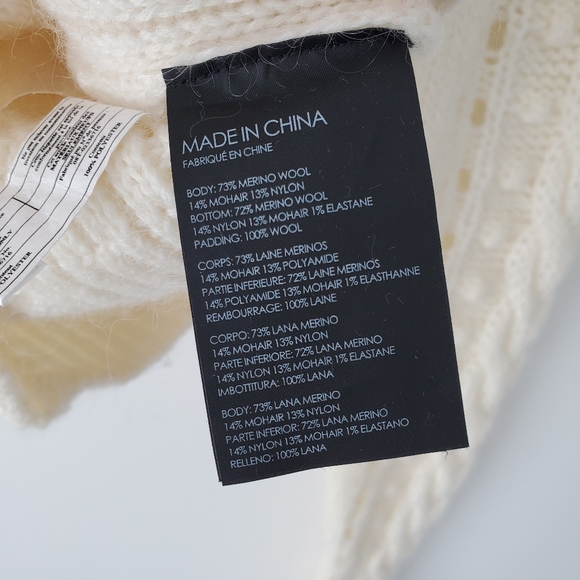 MADE IN CHINA
FABRIQUÉ EN CHINE
BODY: 73% MERINO WOOL
14% MOHAIR 13% NYLON
BOTTOM: 72% MERINO WOOL
14% NYLON 13% MOHAIR 1% ELASTANE
PADDING: 100% WOOL
CORPS: 73% LAINE MERINOS
14% MOHAIR 13% POLYAMIDE
PARTIE INFERIEURE: 72% LAINE MERINOS
14% POLYAMIDE 13% MOHAIR 1% ELASTHANNE
REMBOURRAGE: 100% LAINE
CORPO: 73% LANA MERINO
14% MOHAIR 13% NYLON
PARTE INFERIORE: 72% LANA MERINO
14% NYLON 13% MOHAIR 1% ELASTANE
IMBOTTITURA: 100% LANA
BODY: 73% LANA MERINO
14% MOHAIR 13% NYLON
PARTE INFERIOR: 72% LANA MERINO
14% NYLON 13% MOHAIR 1% ELASTANO
RELLENO: 100% LANA
100% POLYESTER